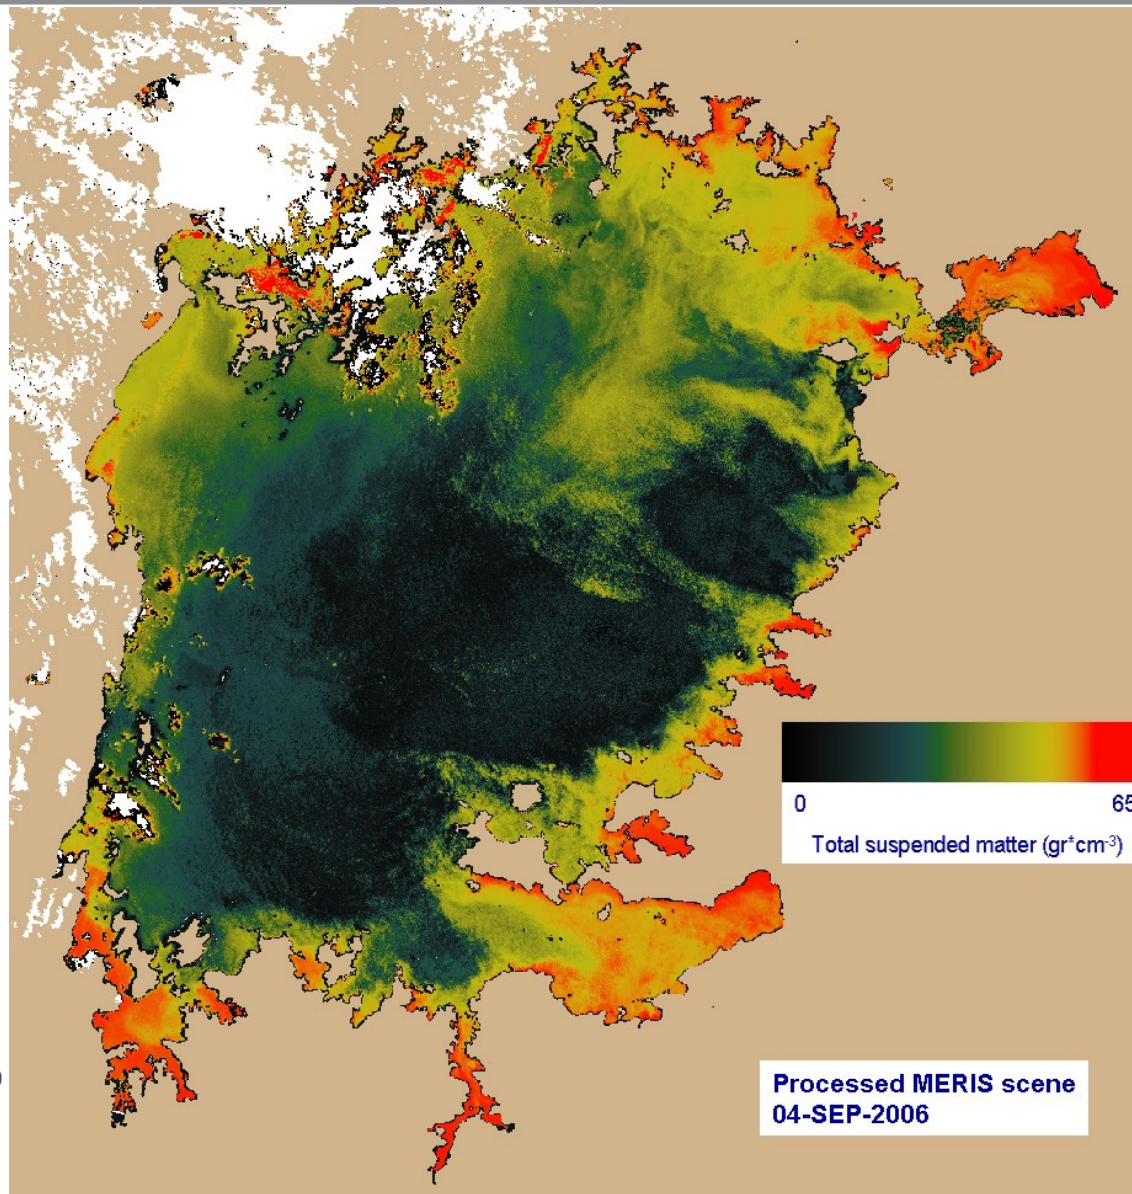 0 65
Total suspended matter (gr*cm⁻³)
Processed MERIS scene
04-SEP-2006